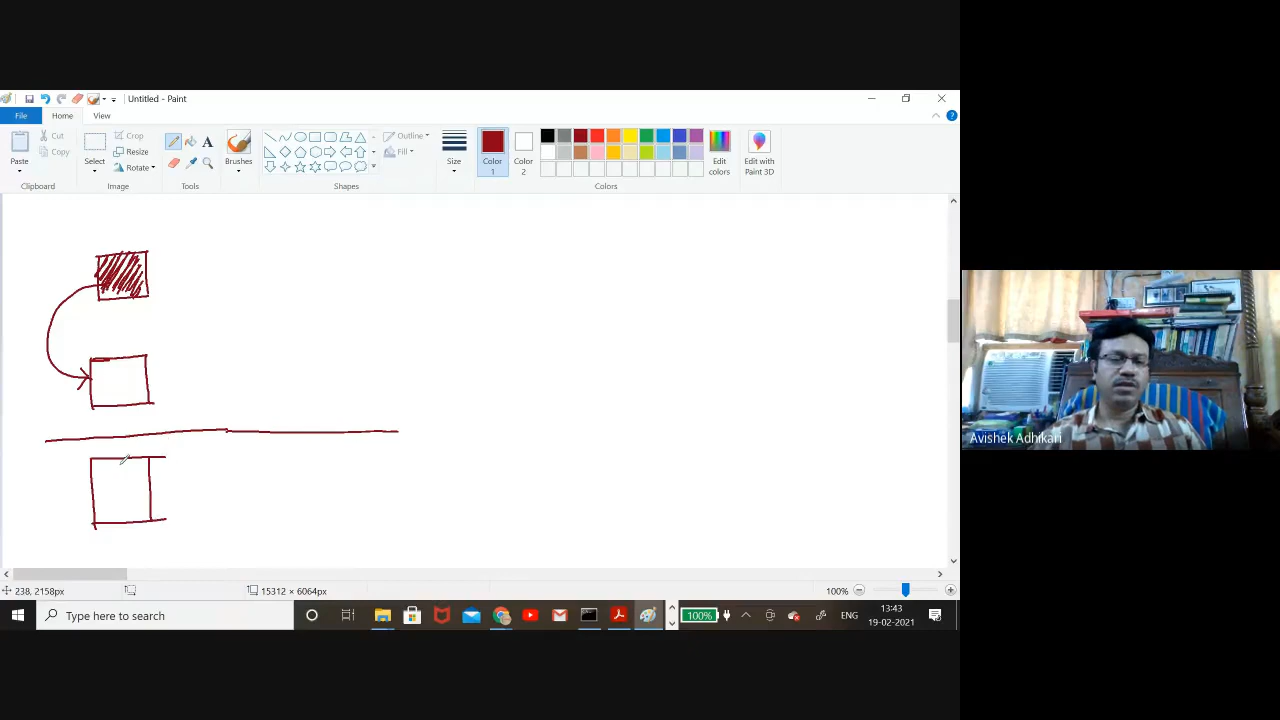 Untitled - Paint
File
Home
View
Paste
Cut
Copy
Clipboard
Select
Crop
Resize
Rotate
Image
A
Tools
Brushes
Shapes
Outline
Fill
Size
Color
1
Color
2
Edit
colors
Colors
Edit with
Paint 3D
Avishek Adhikari
238, 2158px
15312 × 6064px
100%
Type here to search
100%
ENG
13:43
19-02-2021